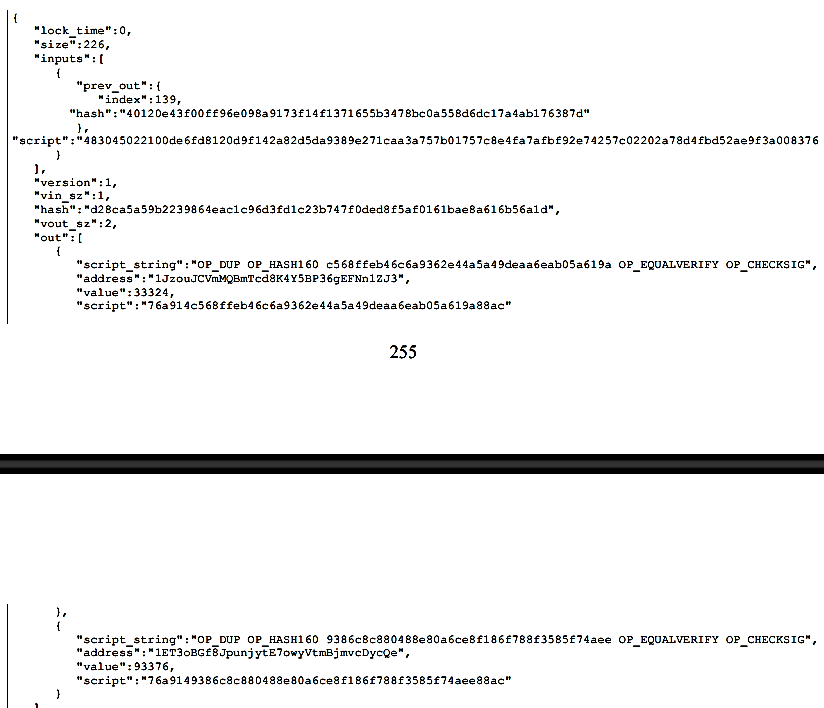 {
"lock_time":0,
"size":226,
"inputs":[
{
"prev_out":{
"index":139,
"hash":"40120e43f00ff96e098a9173f14f1371655b3478bc0a558d6dc17a4ab176387d"
},
"script":"483045022100de6fd8120d9f142a82d5da9389e271caa3a757b01757c8e4fa7afbf92e74257c02202a78d4fbd52ae9f3a008376
}
],
"version":1,
"vin_sz":1,
"hash":"d28ca5a59b2239864eac1c96d3fd1c23b747f0ded8f5af0161bae8a616b56a1d",
"vout_sz":2,
"out":[
{
"script_string":"OP_DUP OP_HASH160 c568ffeb46c6a9362e44a5a49deaa6eab05a619a OP_EQUALVERIFY OP_CHECKSIG",
"address":"1JzouJCVmMQBmTcd8K4Y5BP36gEFNn1ZJ3",
"value":33324,
"script":"76a914c568ffeb46c6a9362e44a5a49deaa6eab05a619a88ac"
255
},
{
"script_string":"OP_DUP OP_HASH160 9386c8c880488e80a6ce8f186f788f3585f74aee OP_EQUALVERIFY OP_CHECKSIG",
"address":"1ET3oBGf8JpunjytE7owyVtmBjmvcDycQe",
"value":93376,
"script":"76a9149386c8c880488e80a6ce8f186f788f3585f74aee88ac"
}
]